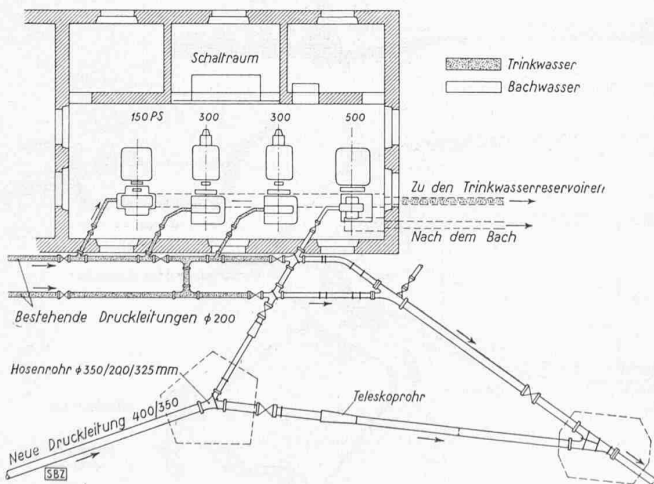 Schaltraum
Trinkwasser
Bachwasser
150 PS 300 300 500
Zu den Trinkwasserreservoiren
Nach dem Bach
Bestehende Druckleitungen φ200
Hosenrohr φ 350/200/325 mm
Teleskoprohr
Neue Druckleitung 400/350
SBZ